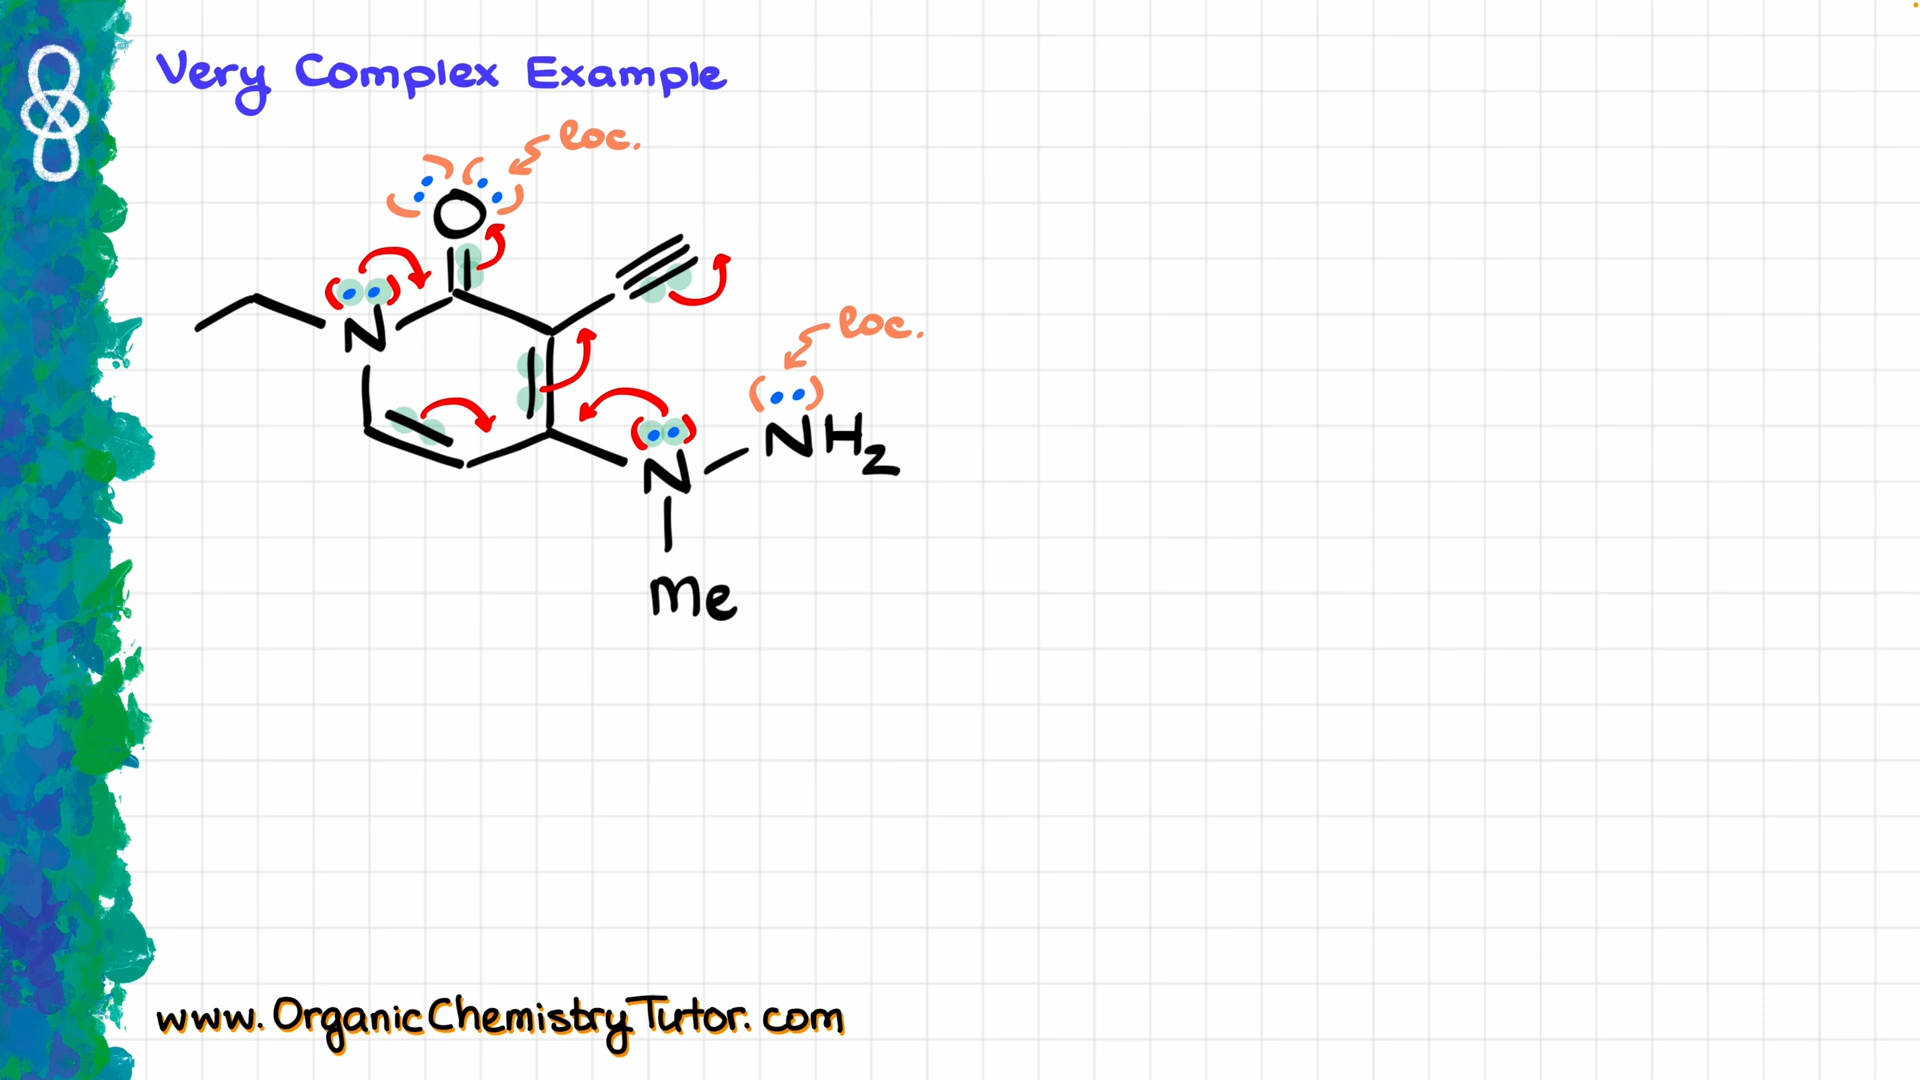 Very Complex Example
loc.
O
N
loc.
NH2
N
Me
www.OrganicChemistryTutor.com